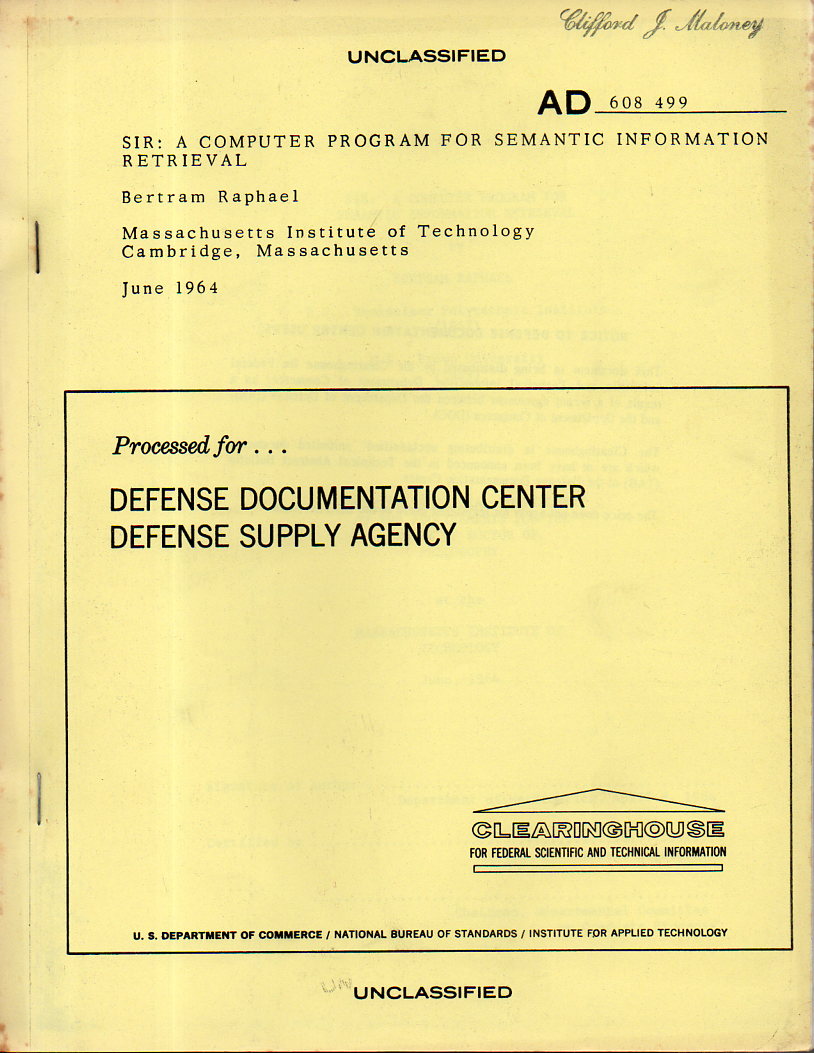 Clifford J. Maloney
UNCLASSIFIED
AD 608 499
SIR: A COMPUTER PROGRAM FOR SEMANTIC INFORMATION
RETRIEVAL
Bertram Raphael
Massachusetts Institute of Technology
Cambridge, Massachusetts
June 1964
Processed for . . .
DEFENSE DOCUMENTATION CENTER
DEFENSE SUPPLY AGENCY
CLEARINGHOUSE
FOR FEDERAL SCIENTIFIC AND TECHNICAL INFORMATION
U. S. DEPARTMENT OF COMMERCE / NATIONAL BUREAU OF STANDARDS / INSTITUTE FOR APPLIED TECHNOLOGY
UNCLASSIFIED